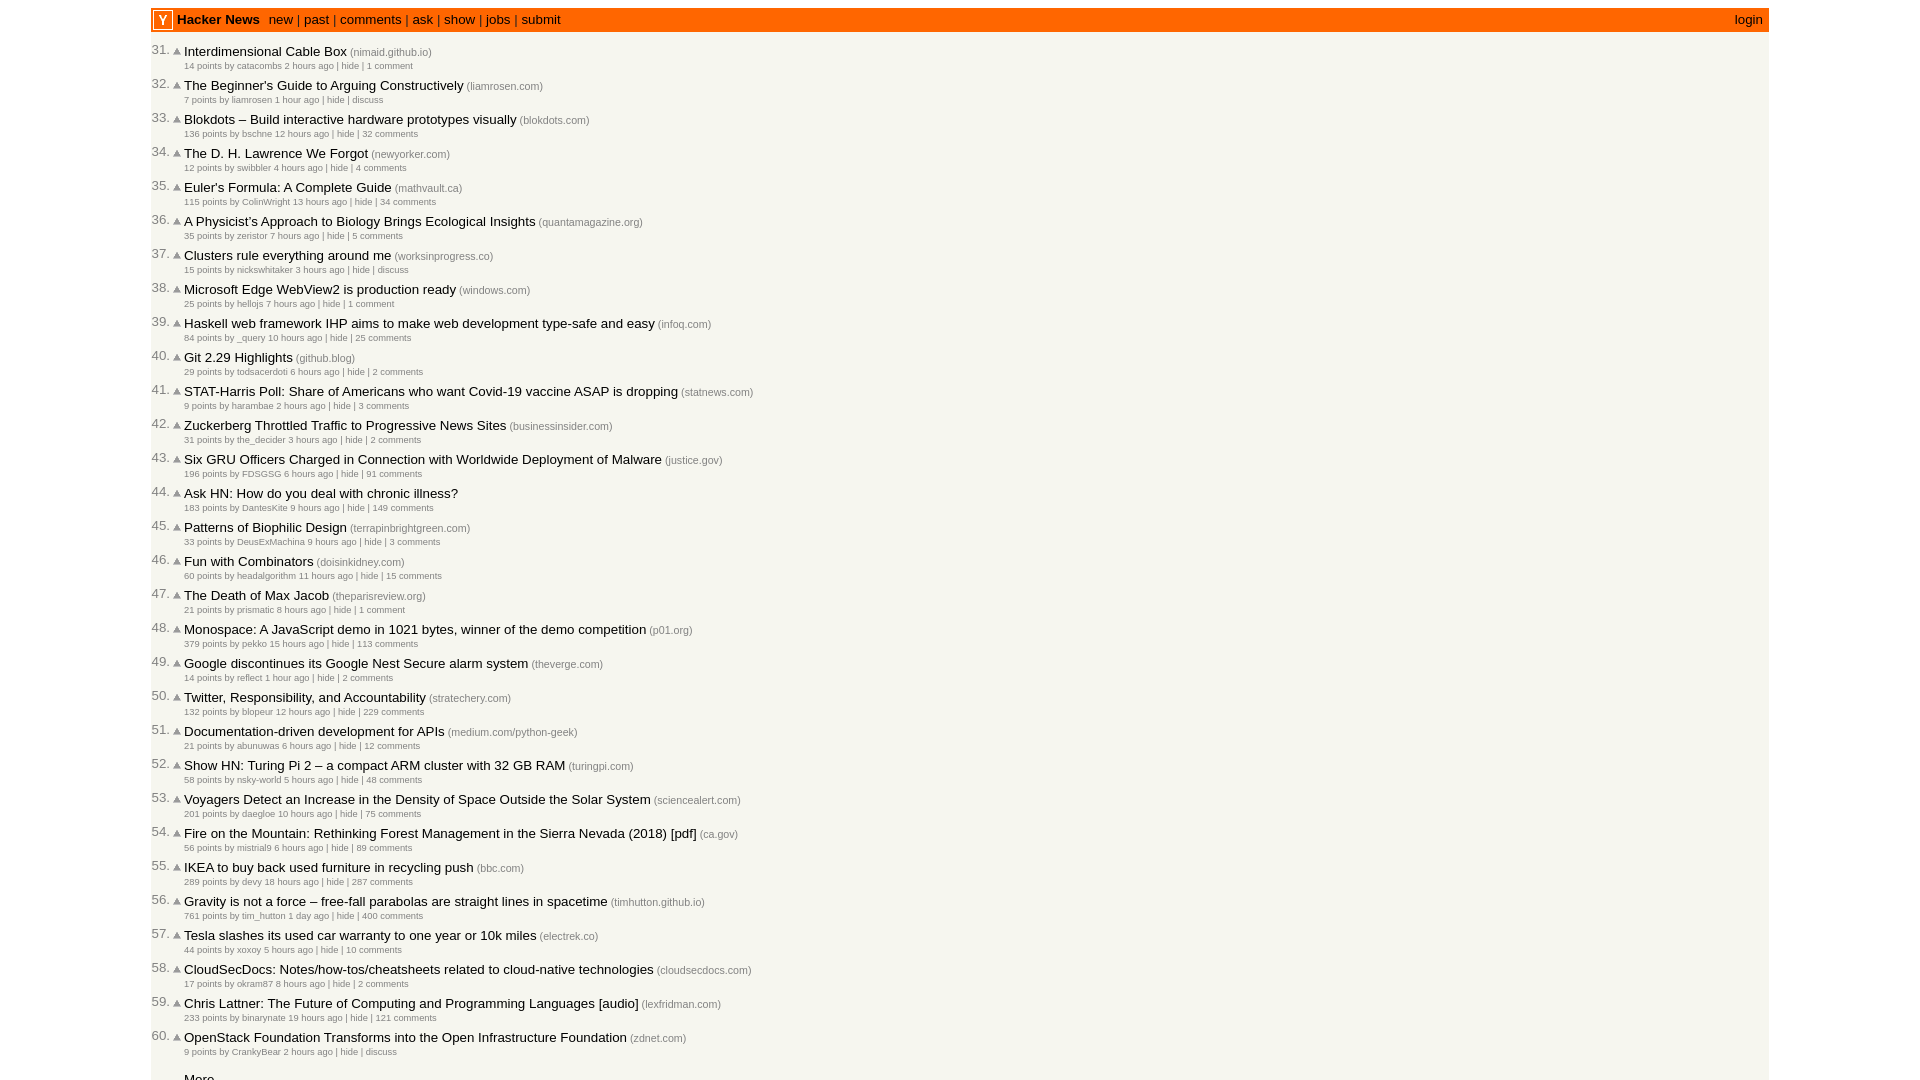 Y Hacker News new | past | comments | ask | show | jobs | submit login
31. Interdimensional Cable Box (nimaid.github.io)
14 points by catacombs 2 hours ago | hide | 1 comment
32. The Beginner's Guide to Arguing Constructively (liamrosen.com)
7 points by liamrosen 1 hour ago | hide | discuss
33. Blokdots – Build interactive hardware prototypes visually (blokdots.com)
136 points by bschne 12 hours ago | hide | 32 comments
34. The D. H. Lawrence We Forgot (newyorker.com)
12 points by swibbler 4 hours ago | hide | 4 comments
35. Euler's Formula: A Complete Guide (mathvault.ca)
115 points by ColinWright 13 hours ago | hide | 34 comments
36. A Physicist’s Approach to Biology Brings Ecological Insights (quantamagazine.org)
35 points by zeristor 7 hours ago | hide | 5 comments
37. Clusters rule everything around me (worksinprogress.co)
15 points by nickswhitaker 3 hours ago | hide | discuss
38. Microsoft Edge WebView2 is production ready (windows.com)
25 points by hellojs 7 hours ago | hide | 1 comment
39. Haskell web framework IHP aims to make web development type-safe and easy (infoq.com)
84 points by _query 10 hours ago | hide | 25 comments
40. Git 2.29 Highlights (github.blog)
29 points by todsacerdoti 6 hours ago | hide | 2 comments
41. STAT-Harris Poll: Share of Americans who want Covid-19 vaccine ASAP is dropping (statnews.com)
9 points by harambae 2 hours ago | hide | 3 comments
42. Zuckerberg Throttled Traffic to Progressive News Sites (businessinsider.com)
31 points by the_decider 3 hours ago | hide | 2 comments
43. Six GRU Officers Charged in Connection with Worldwide Deployment of Malware (justice.gov)
196 points by FDSGSG 6 hours ago | hide | 91 comments
44. Ask HN: How do you deal with chronic illness?
183 points by DantesKite 9 hours ago | hide | 149 comments
45. Patterns of Biophilic Design (terrapinbrightgreen.com)
33 points by DeusExMachina 9 hours ago | hide | 3 comments
46. Fun with Combinators (doisinkidney.com)
60 points by headalgorithm 11 hours ago | hide | 15 comments
47. The Death of Max Jacob (theparisreview.org)
21 points by prismatic 8 hours ago | hide | 1 comment
48. Monospace: A JavaScript demo in 1021 bytes, winner of the demo competition (p01.org)
379 points by pekko 15 hours ago | hide | 113 comments
49. Google discontinues its Google Nest Secure alarm system (theverge.com)
14 points by reflect 1 hour ago | hide | 2 comments
50. Twitter, Responsibility, and Accountability (stratechery.com)
132 points by blopeur 12 hours ago | hide | 229 comments
51. Documentation-driven development for APIs (medium.com/python-geek)
21 points by abunuwas 6 hours ago | hide | 12 comments
52. Show HN: Turing Pi 2 – a compact ARM cluster with 32 GB RAM (turingpi.com)
58 points by nsky-world 5 hours ago | hide | 48 comments
53. Voyagers Detect an Increase in the Density of Space Outside the Solar System (sciencealert.com)
201 points by daegloe 10 hours ago | hide | 75 comments
54. Fire on the Mountain: Rethinking Forest Management in the Sierra Nevada (2018) [pdf] (ca.gov)
56 points by mistrial9 6 hours ago | hide | 89 comments
55. IKEA to buy back used furniture in recycling push (bbc.com)
289 points by devy 18 hours ago | hide | 287 comments
56. Gravity is not a force – free-fall parabolas are straight lines in spacetime (timhutton.github.io)
761 points by tim_hutton 1 day ago | hide | 400 comments
57. Tesla slashes its used car warranty to one year or 10k miles (electrek.co)
44 points by xoxoy 5 hours ago | hide | 10 comments
58. CloudSecDocs: Notes/how-tos/cheatsheets related to cloud-native technologies (cloudsecdocs.com)
17 points by okram87 8 hours ago | hide | 2 comments
59. Chris Lattner: The Future of Computing and Programming Languages [audio] (lexfridman.com)
233 points by binarynate 19 hours ago | hide | 121 comments
60. OpenStack Foundation Transforms into the Open Infrastructure Foundation (zdnet.com)
9 points by CrankyBear 2 hours ago | hide | discuss
More